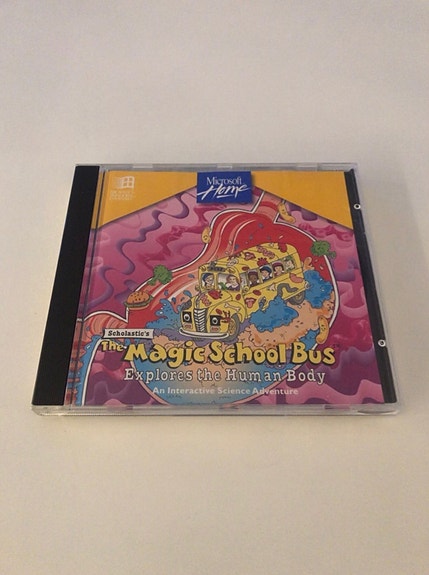 Microsoft
Home
Scholastic's
The Magic School Bus
Explores the Human Body
An Interactive Science Adventure